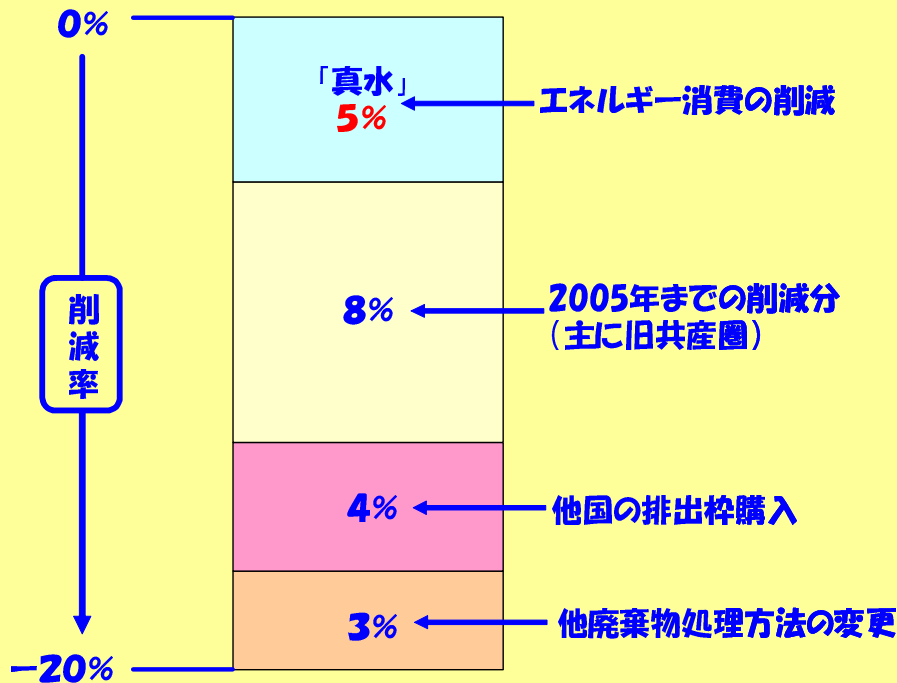 0%
「真水」
5%
エネルギー消費の削減
8%
2005年までの削減分
(主に旧共産圏)
削減率
4%
他国の排出枠購入
3%
他廃棄物処理方法の変更
-20%